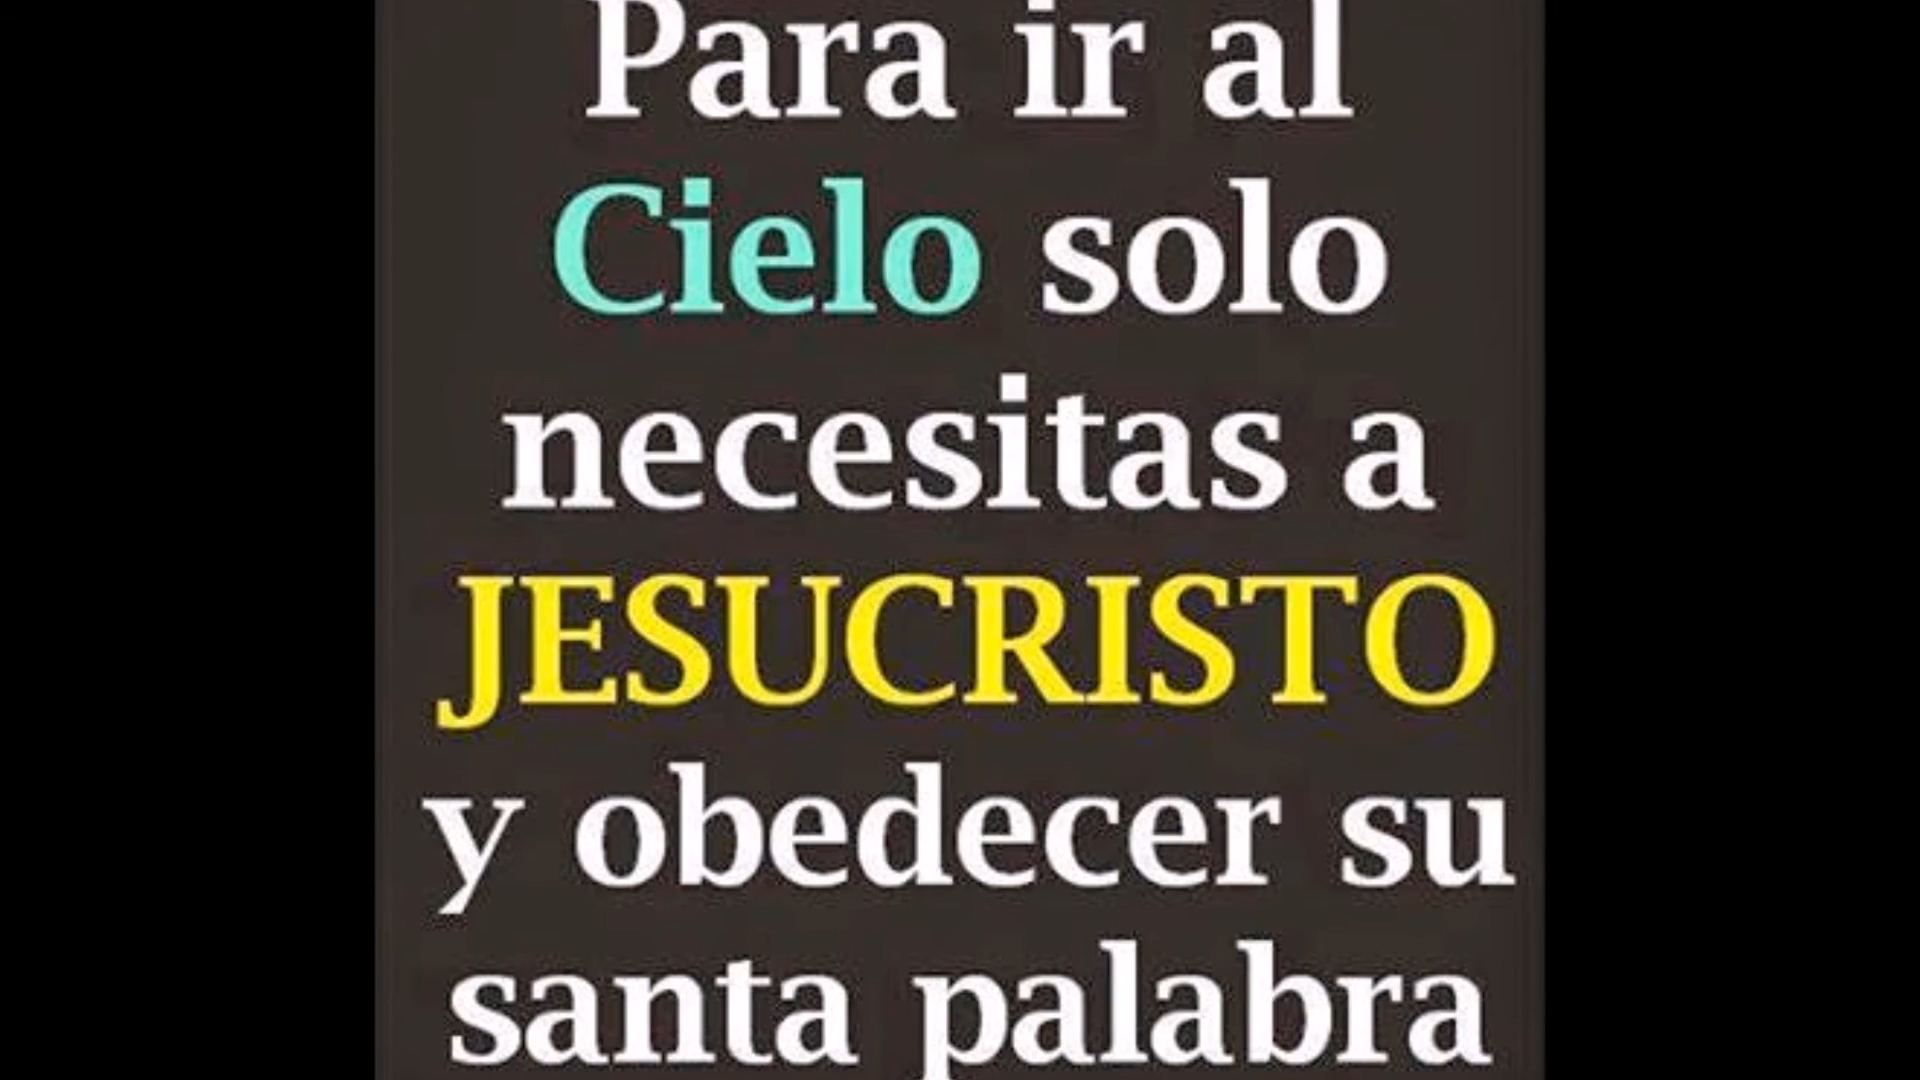 Para ir al
Cielo solo
necesitas a
JESUCRISTO
y obedecer su
santa palabra